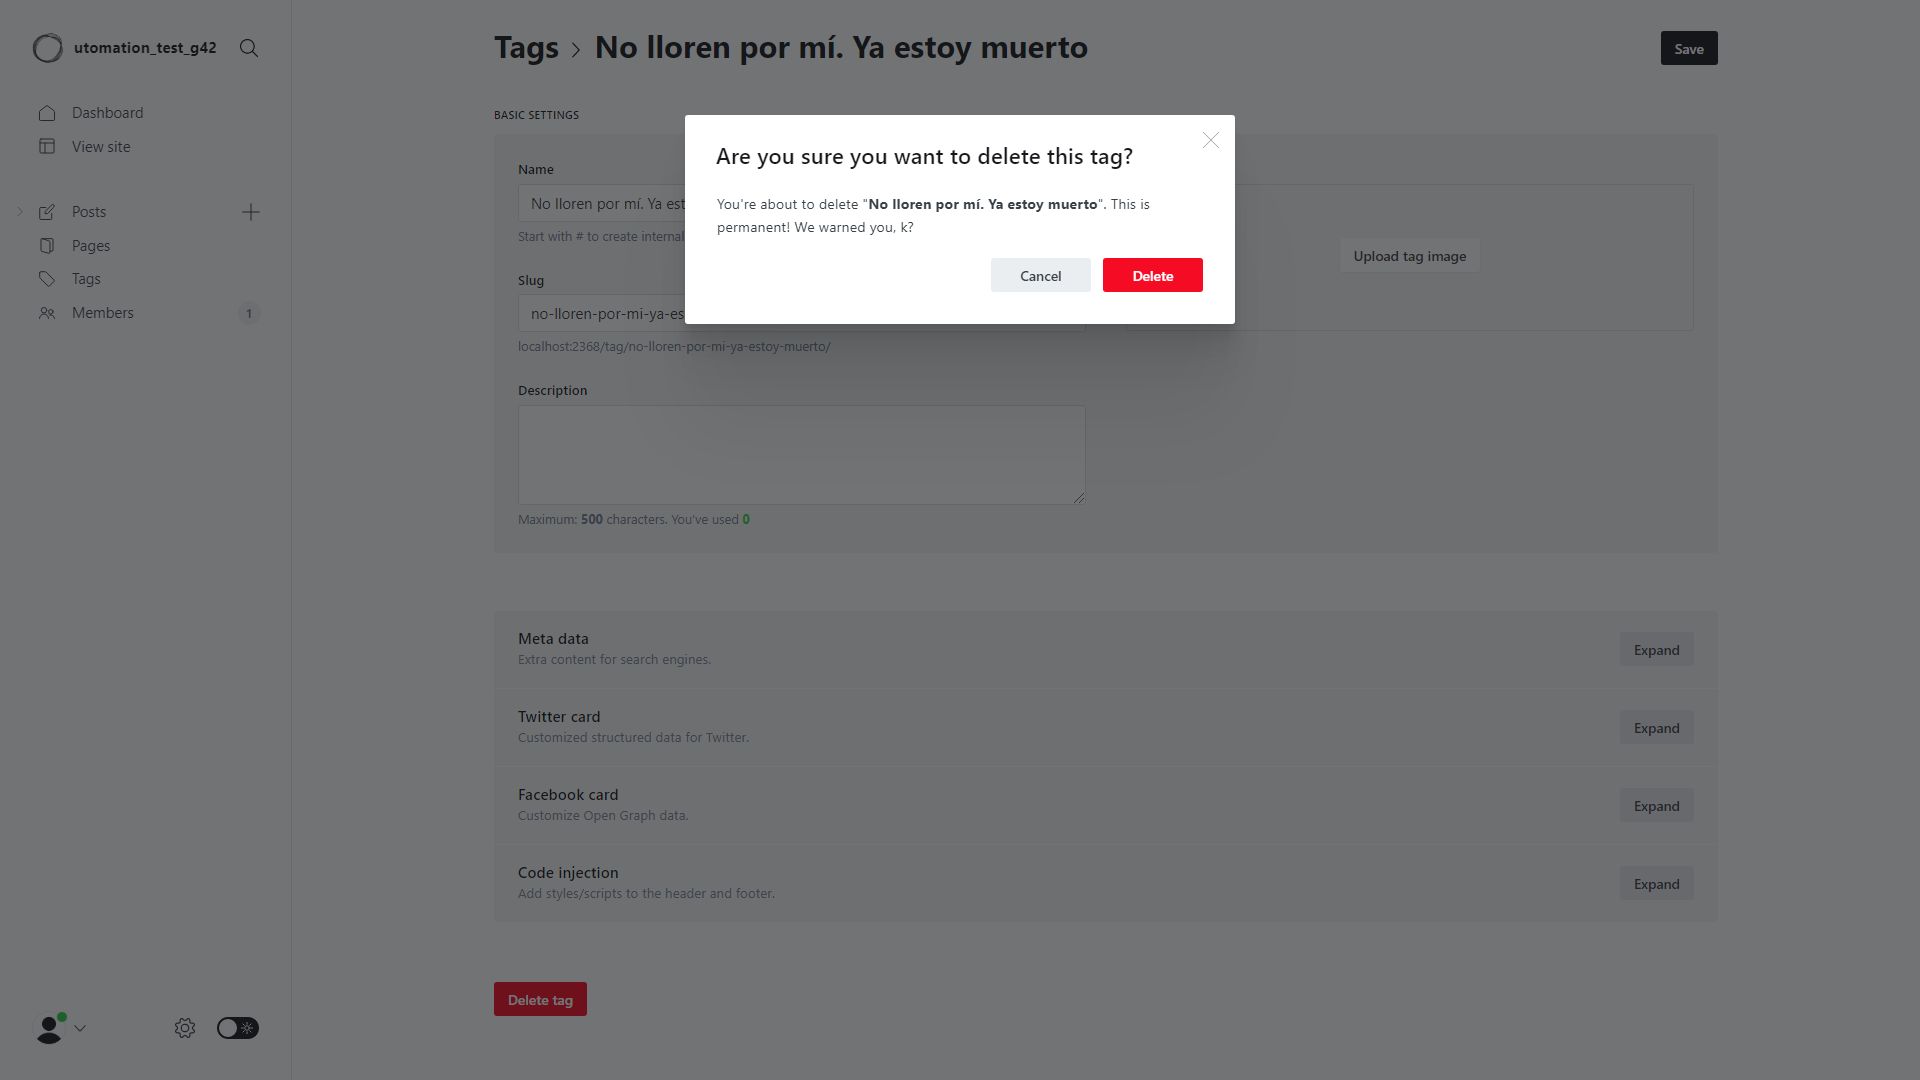 utomation_test_g42
Dashboard
View site
Posts
Pages
Tags
Members
1
Tags
No lloren por mí. Ya estoy muerto
Save
BASIC SETTINGS
Name
No lloren por mí. Ya est
Start with # to create internal
Slug
no-lloren-por-mi-ya-es
localhost:2368/tag/no-lloren-por-mi-ya-estoy-muerto/
Description
Maximum: 500 characters. You've used 0
Upload tag image
Are you sure you want to delete this tag?
You're about to delete "No lloren por mí. Ya estoy muerto". This is
permanent! We warned you, k?
Cancel
Delete
Meta data
Extra content for search engines.
Expand
Twitter card
Customized structured data for Twitter.
Expand
Facebook card
Customize Open Graph data.
Expand
Code injection
Add styles/scripts to the header and footer.
Expand
Delete tag